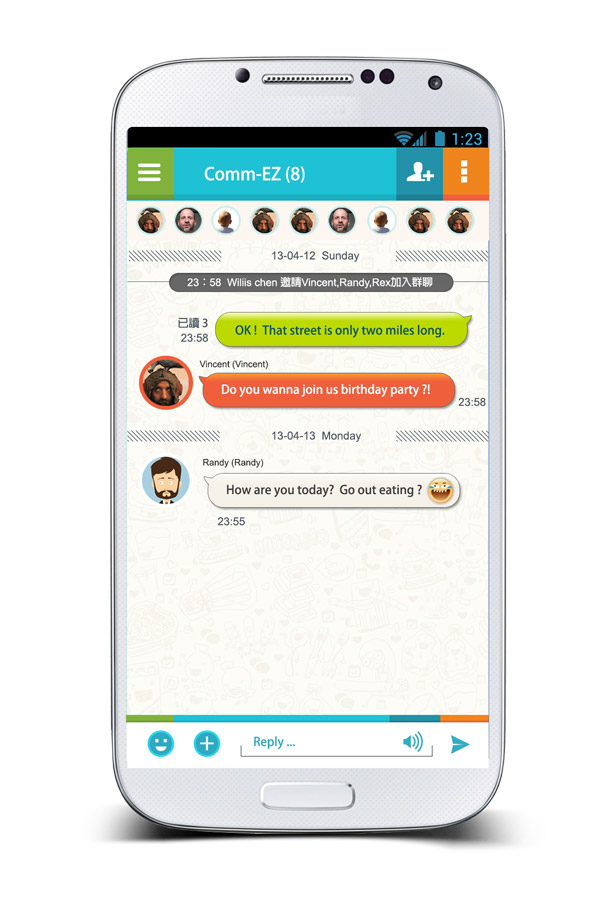 1:23
Comm-EZ (8)
13-04-12 Sunday
23：58 Wiliis chen 邀請Vincent,Randy,Rex加入群聊
已讀 3
23:58
OK ! That street is only two miles long.
Vincent (Vincent)
Do you wanna join us birthday party ?!
23:58
13-04-13 Monday
Randy (Randy)
How are you today? Go out eating ?
23:55
Reply ...